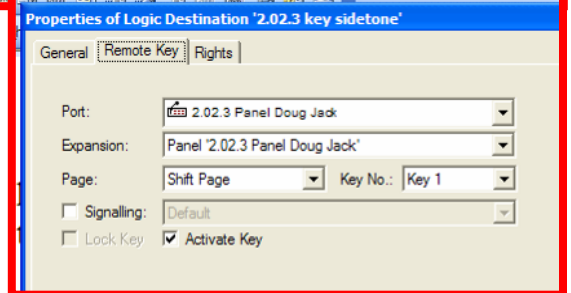 Properties of Logic Destination '2.02.3 key sidetone'
General Remote Key Rights
Port: 2.02.3 Panel Doug Jack
Expansion: Panel '2.02.3 Panel Doug Jack'
Page: Shift Page Key No.: Key 1
Signalling: Default
Lock Key Activate Key